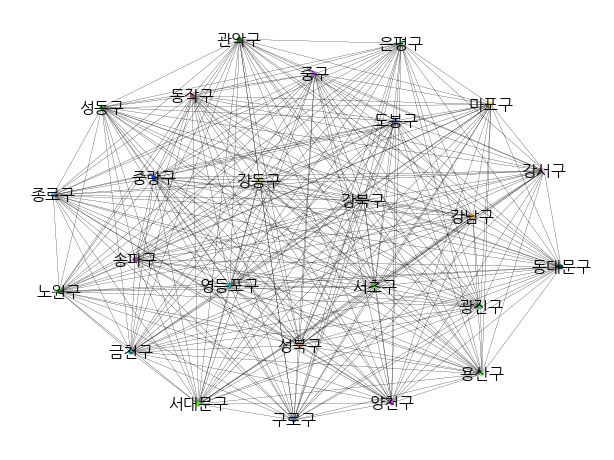 관악구
은평구
중구
동작구
성동구
마포구
도봉구
강서구
중랑구
강동구
종로구
강북구
강남구
송파구
동대문구
영등포구
서초구
노원구
광진구
성북구
금천구
용산구
서대문구
양천구
구로구